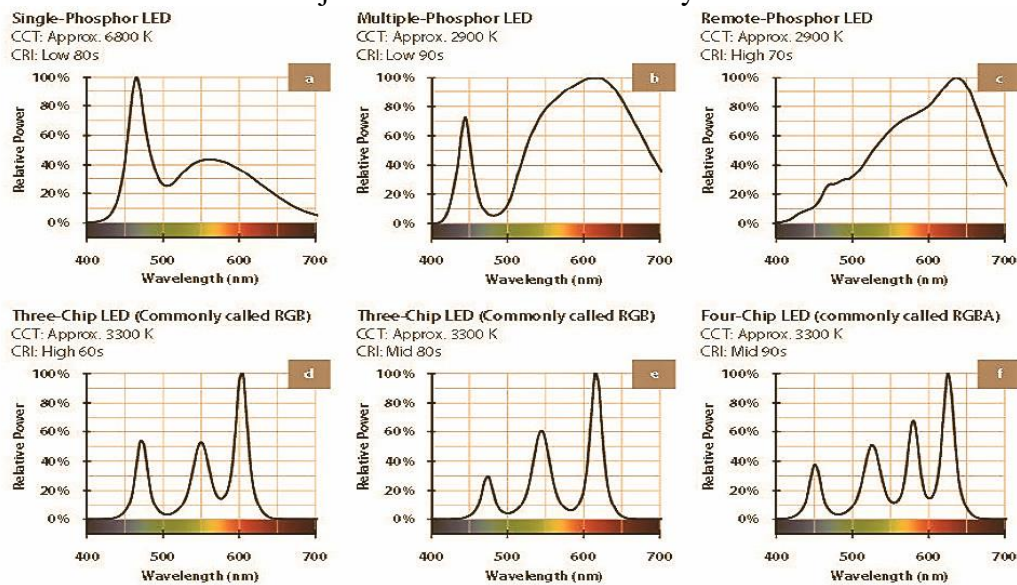 Single-Phosphor LED
CCT: Approx. 6800 K
CRI: Low 80s
a
100%
80%
60%
40%
20%
0%
Relative Power
400 500 600 700
Wavelength (nm)
Multiple-Phosphor LED
CCT: Approx. 2900 K
CRI: Low 90s
b
100%
80%
60%
40%
20%
0%
Relative Power
400 500 600 700
Wavelength (nm)
Remote-Phosphor LED
CCT: Approx. 2900 K
CRI: High 70s
c
100%
80%
60%
40%
20%
0%
Relative Power
400 500 600 700
Wavelength (nm)
Three-Chip LED (Commonly called RGB)
CCT: Approx. 3300 K
CRI: High 60s
d
100%
80%
60%
40%
20%
0%
Relative Power
400 500 600 700
Wavelength (nm)
Three-Chip LED (Commonly called RGB)
CCT: Approx. 3300 K
CRI: Mid 80s
e
100%
80%
60%
40%
20%
0%
Relative Power
400 500 600 700
Wavelength (nm)
Four-Chip LED (commonly called RGBA)
CCT: Approx. 3300 K
CRI: Mid 90s
f
100%
80%
60%
40%
20%
0%
Relative Power
400 500 600 700
Wavelength (nm)